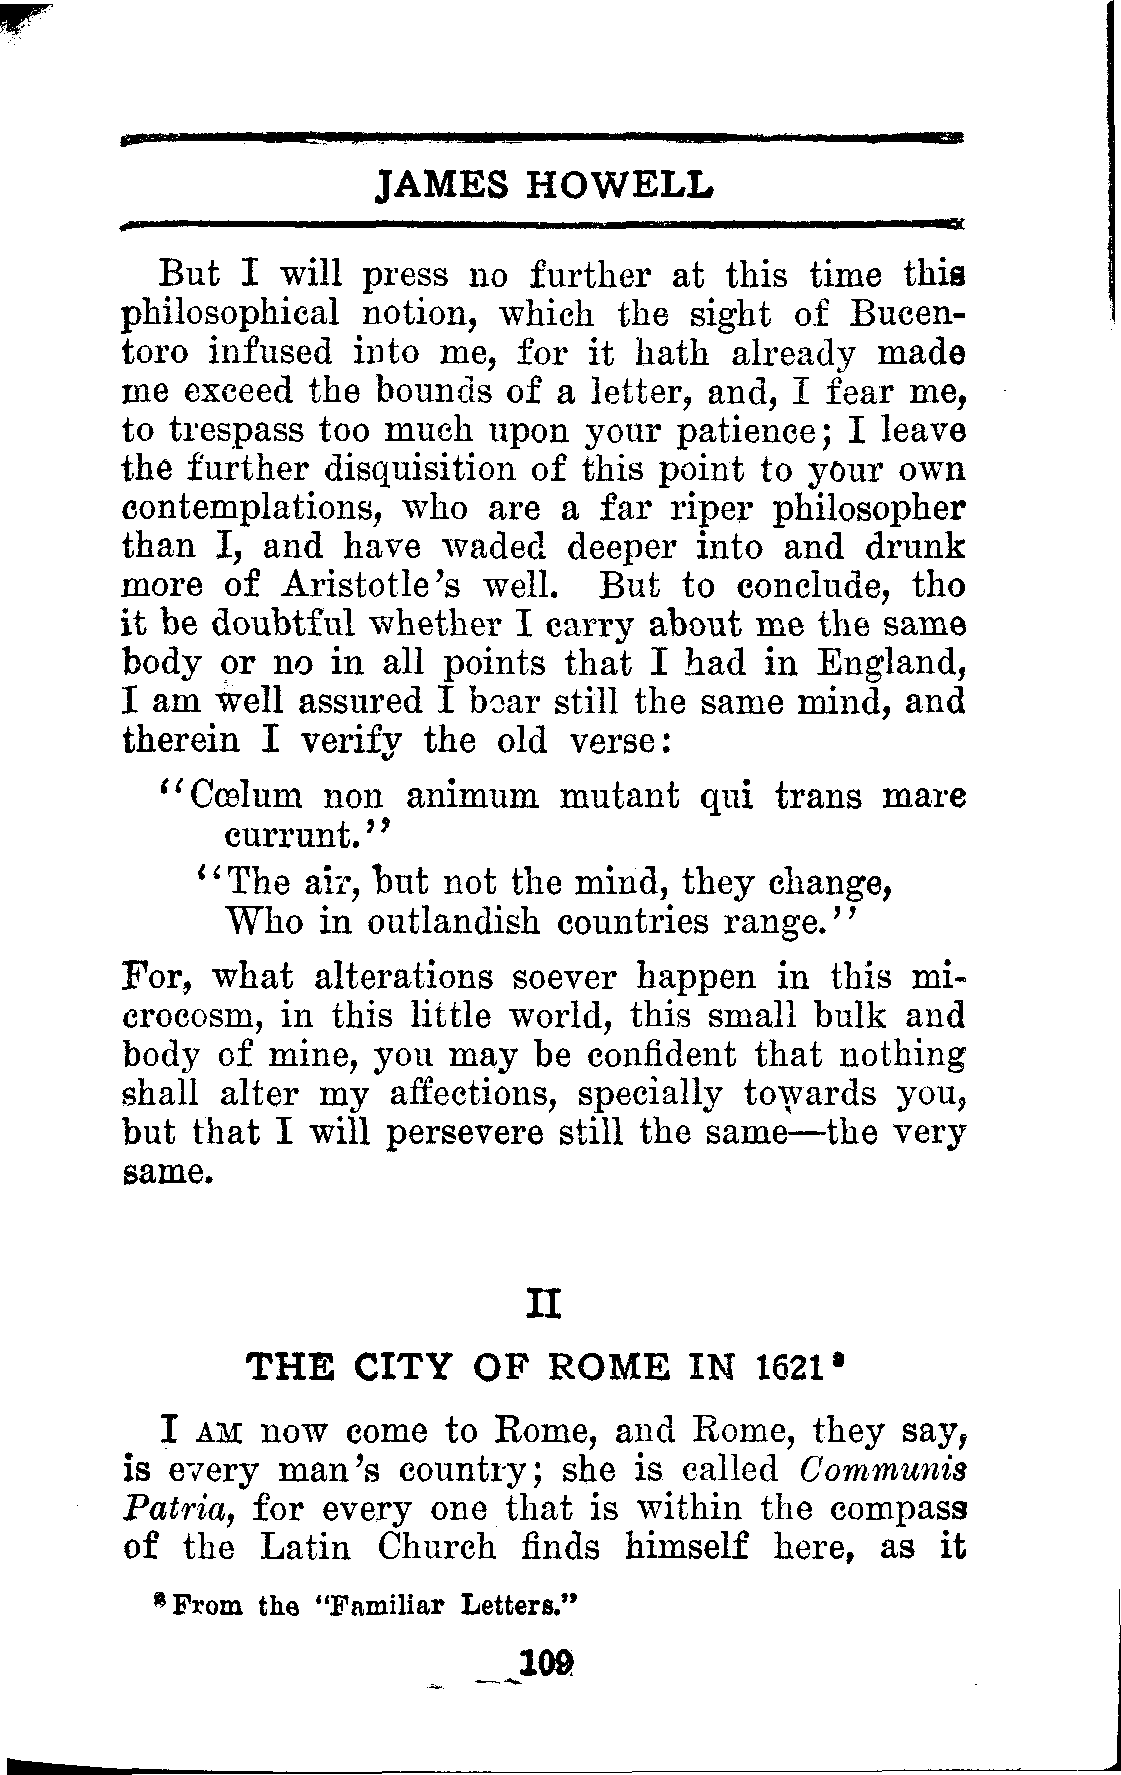 JAMES HOWELL
But I will press no further at this time this
philosophical notion, which the sight of Bucen-
toro infused into me, for it hath already made
me exceed the bounds of a letter, and, I fear me,
to trespass too much upon your patience; I leave
the further disquisition of this point to your own
contemplations, who are a far riper philosopher
than I, and have waded deeper into and drunk
more of Aristotle's well. But to conclude, tho
it be doubtful whether I carry about me the same
body or no in all points that I had in England,
I am well assured I bear still the same mind, and
therein I verify the old verse:
"Cœlum non animum mutant qui trans mare
currunt."
"The air, but not the mind, they change,
Who in outlandish countries range."
For, what alterations soever happen in this mi-
crocosm, in this little world, this small bulk and
body of mine, you may be confident that nothing
shall alter my affections, specially towards you,
but that I will persevere still the same—the very
same.
II
THE CITY OF ROME IN 1621⁸
I AM now come to Rome, and Rome, they say,
is every man's country; she is called Communis
Patria, for every one that is within the compass
of the Latin Church finds himself here, as it
⁸ From the "Familiar Letters."
109